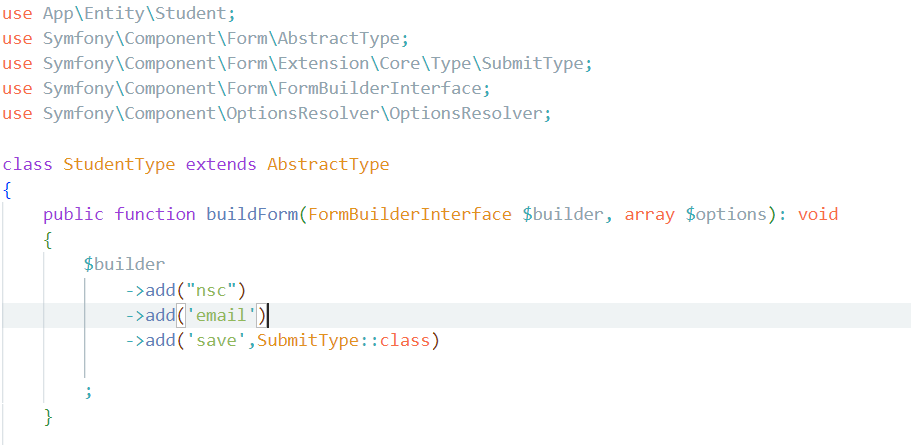 use App\Entity\Student;
use Symfony\Component\Form\AbstractType;
use Symfony\Component\Form\Extension\Core\Type\SubmitType;
use Symfony\Component\Form\FormBuilderInterface;
use Symfony\Component\OptionsResolver\OptionsResolver;
class StudentType extends AbstractType
{
public function buildForm(FormBuilderInterface $builder, array $options): void
{
$builder
->add("nsc")
->add('email')
->add('save',SubmitType::class)
;
}